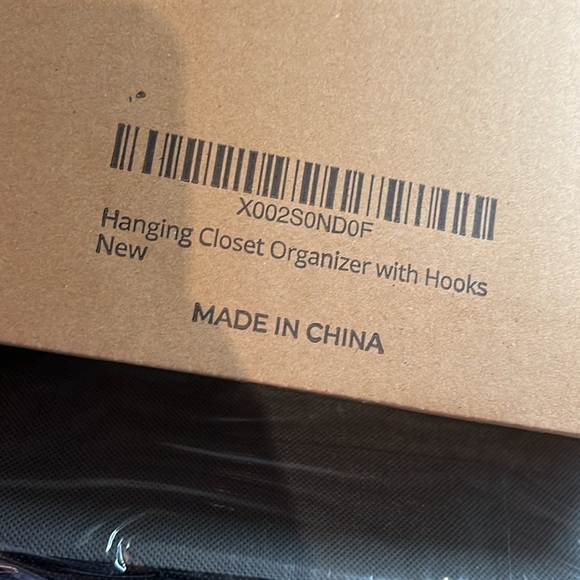 X002S0ND0F
Hanging Closet Organizer with Hooks
New
MADE IN CHINA